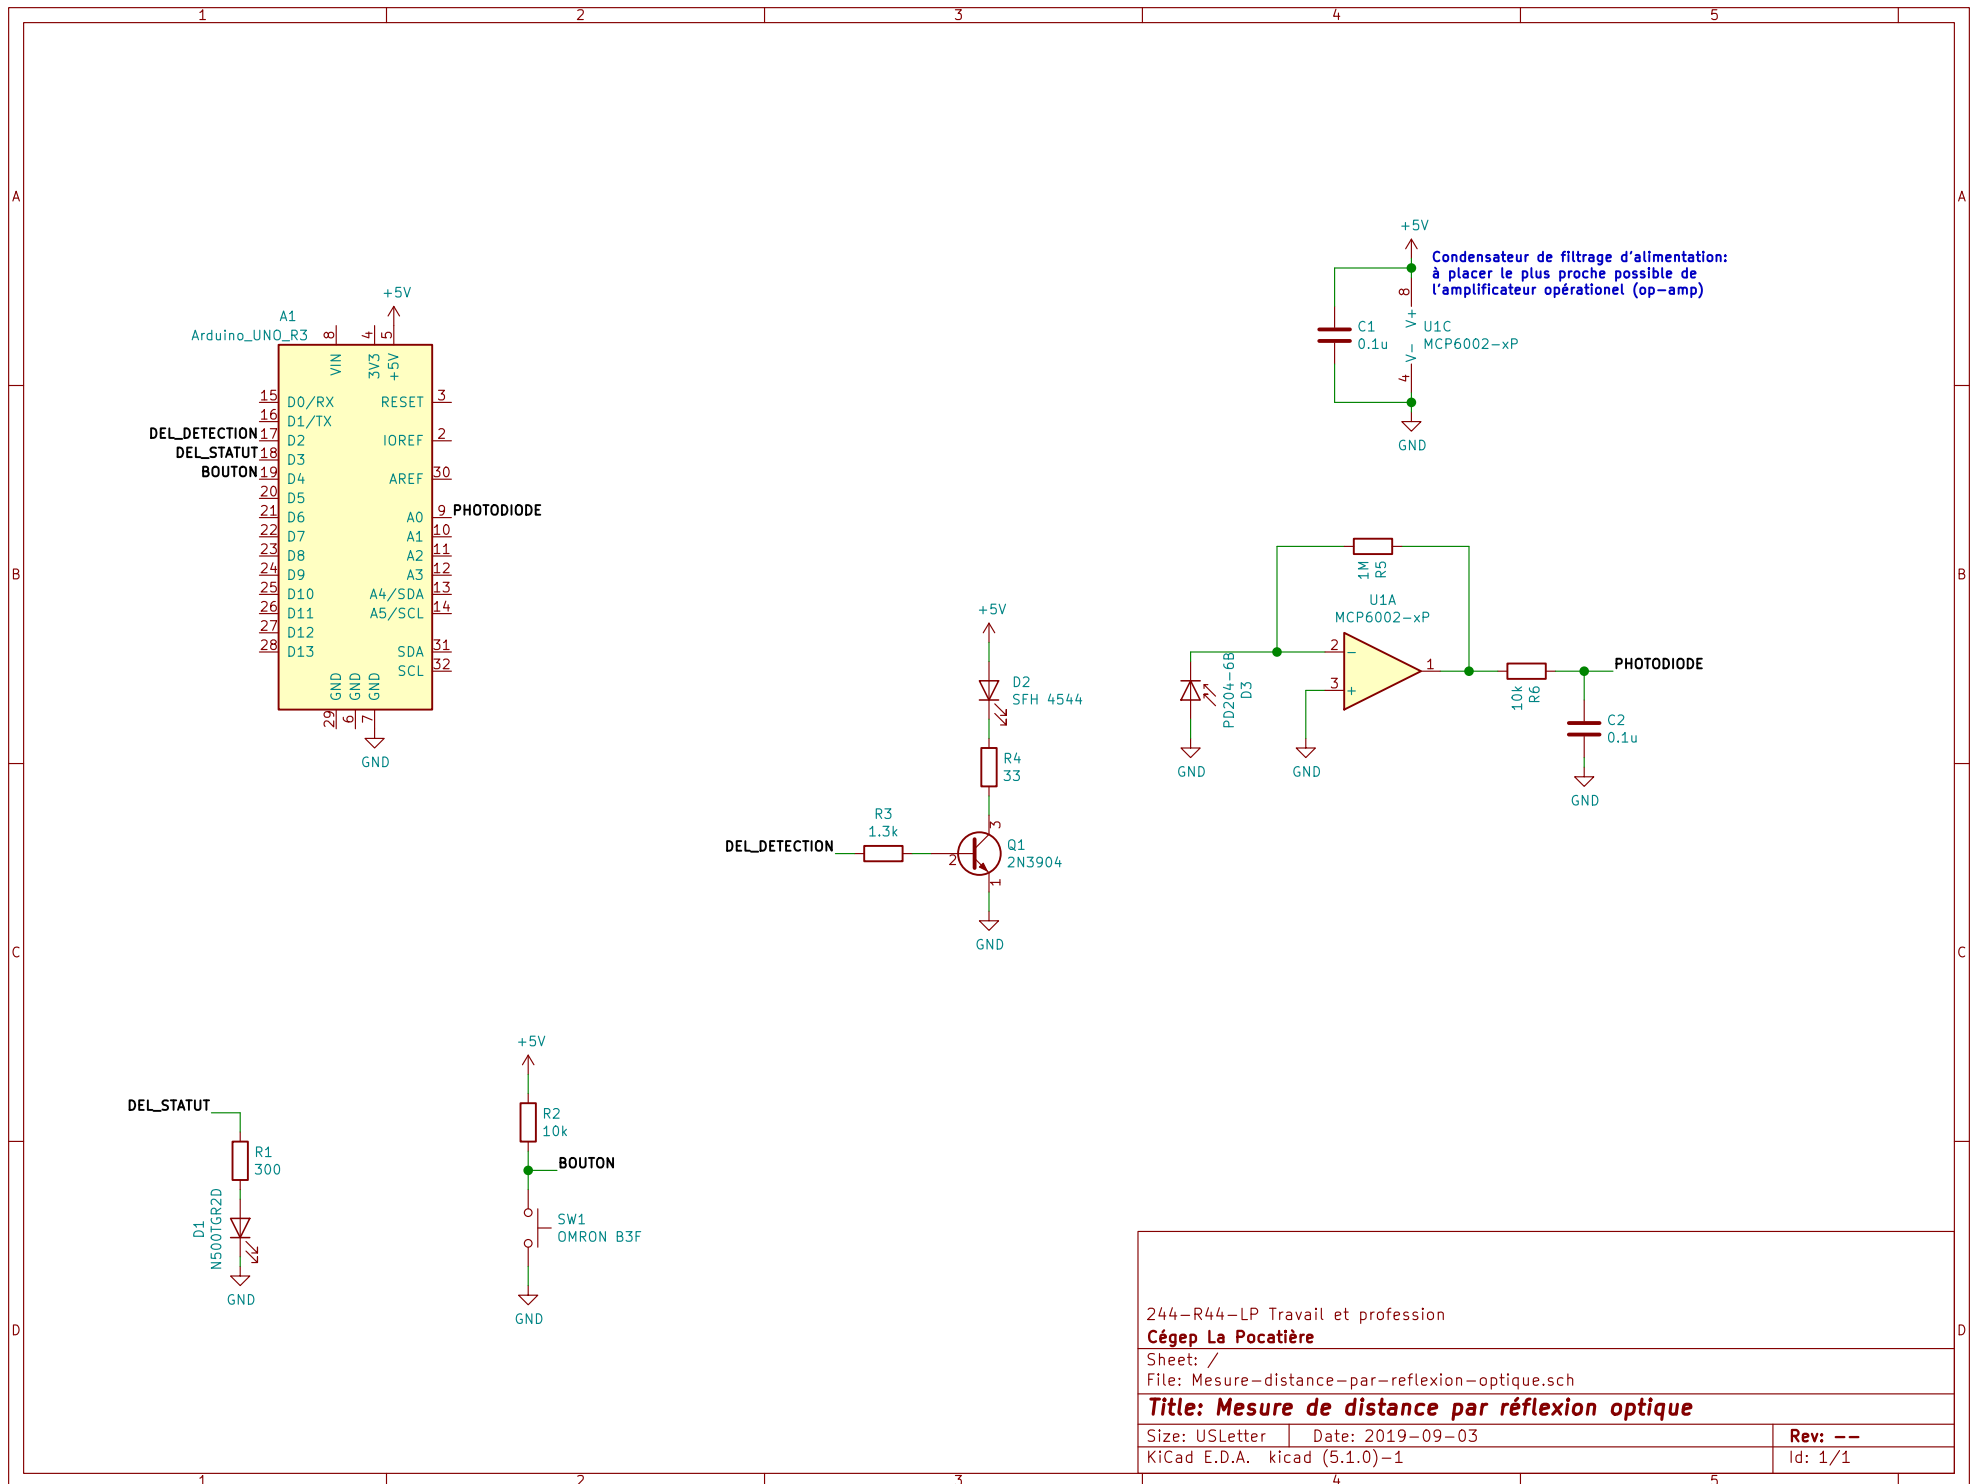 1 2 3 4 5
A
A
B
B
C
C
D
D
+5V
A1
Arduino_UNO_R3
8
4
5
VIN
3V3
+5V
15 D0/RX
RESET 3
16 D1/TX
DEL_DETECTION 17 D2
IOREF 2
DEL_STATUT 18 D3
BOUTON 19 D4
AREF 30
20 D5
21 D6
A0 9 PHOTODIODE
22 D7
A1 10
23 D8
A2 11
24 D9
A3 12
25 D10
A4/SDA 13
26 D11
A5/SCL 14
27 D12
28 D13
SDA 31
SCL 32
GND
GND
GND
29
6
7
GND
+5V
Condensateur de filtrage d'alimentation:
à placer le plus proche possible de
l'amplificateur opérationel (op-amp)
8
V+
C1
0.1u
U1C
MCP6002-xP
V-
4
GND
1M
R5
U1A
MCP6002-xP
2
-
3
+
1
PD204-6B
D3
GND
GND
10k
R6
PHOTODIODE
C2
0.1u
GND
+5V
D2
SFH 4544
R4
33
R3
1.3k
DEL_DETECTION
2
3
1
Q1
2N3904
GND
DEL_STATUT
R1
300
D1
N500TGR2D
GND
+5V
R2
10k
BOUTON
SW1
OMRON B3F
GND
244-R44-LP Travail et profession
Cégep La Pocatière
Sheet: /
File: Mesure-distance-par-reflexion-optique.sch
Title: Mesure de distance par réflexion optique
Size: USLetter Date: 2019-09-03 Rev: --
KiCad E.D.A. kicad (5.1.0)-1 Id: 1/1
1 2 3 4 5